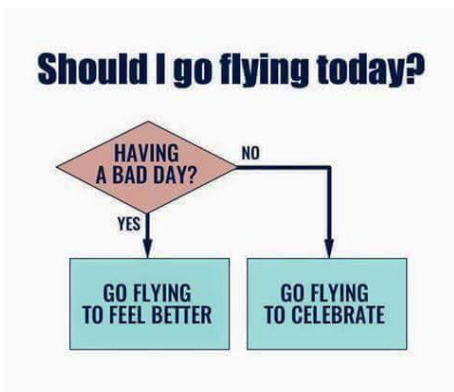 Should I go flying today?
HAVING
A BAD DAY?
NO
YES
GO FLYING
TO FEEL BETTER
GO FLYING
TO CELEBRATE